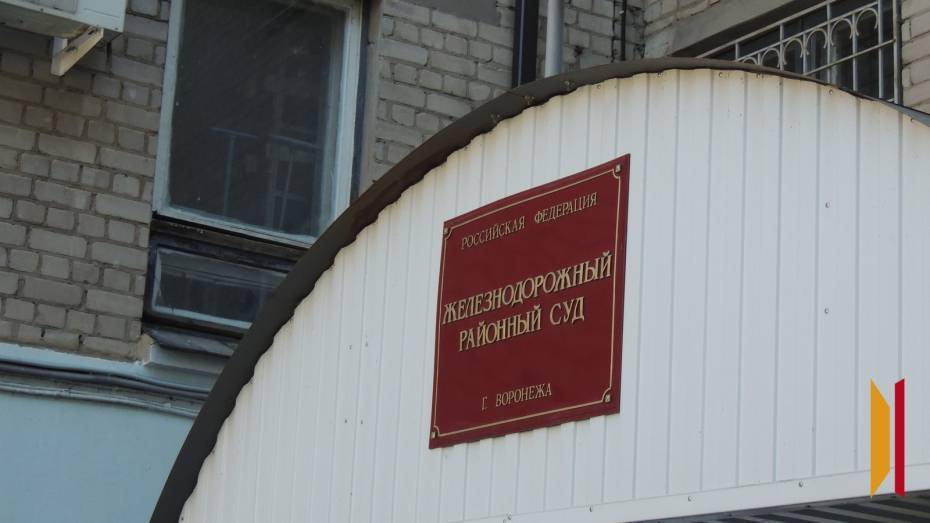 РОССИЙСКАЯ ФЕДЕРАЦИЯ
ЖЕЛЕЗНОДОРОЖНЫЙ
РАЙОННЫЙ СУД
Г. ВОРОНЕЖА